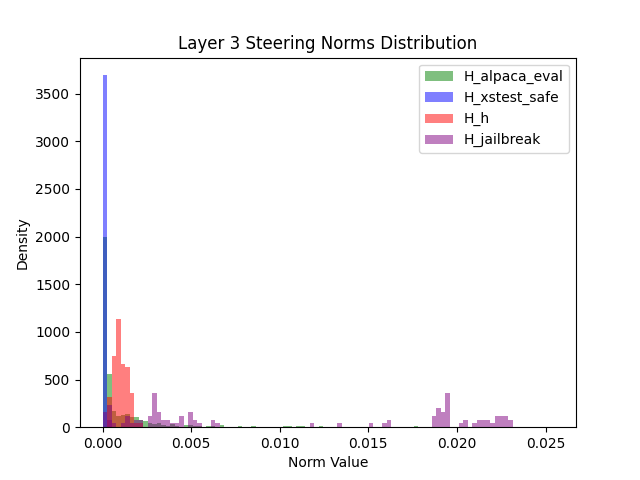 Layer 3 Steering Norms Distribution
H_alpaca_eval
H_xstest_safe
H_h
H_jailbreak
3500
3000
2500
2000
1500
1000
500
0
Density
0.000 0.005 0.010 0.015 0.020 0.025
Norm Value